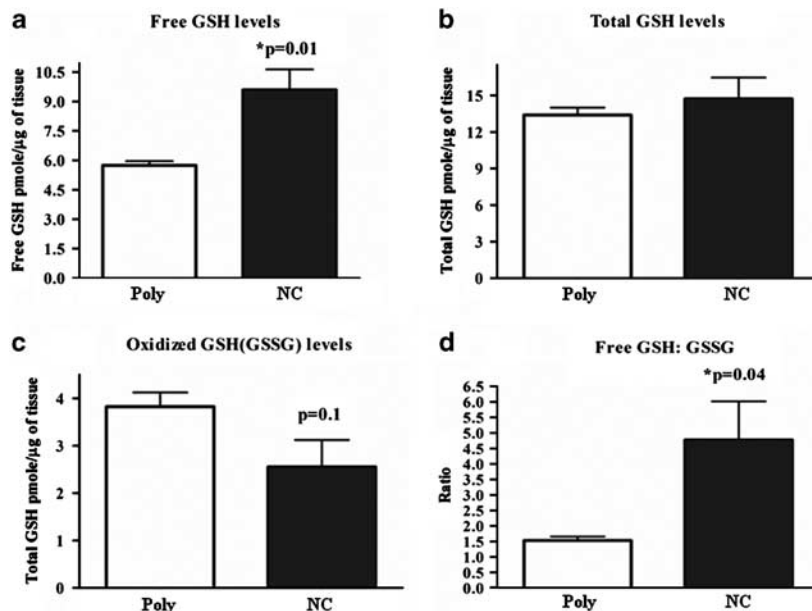 a
Free GSH levels
*p=0.01
Free GSH pmole/µg of tissue
10.5
9.0
7.5
6.0
4.5
3.0
1.5
0.0
Poly NC
b
Total GSH levels
Total GSH pmole/µg of tissue
15
12
9
6
3
0
Poly NC
c
Oxidized GSH(GSSG) levels
p=0.1
Total GSH pmole/µg of tissue
4
3
2
1
0
Poly NC
d
Free GSH: GSSG
*p=0.04
Ratio
6.5
6.0
5.5
5.0
4.5
4.0
3.5
3.0
2.5
2.0
1.5
1.0
0.5
0.0
Poly NC